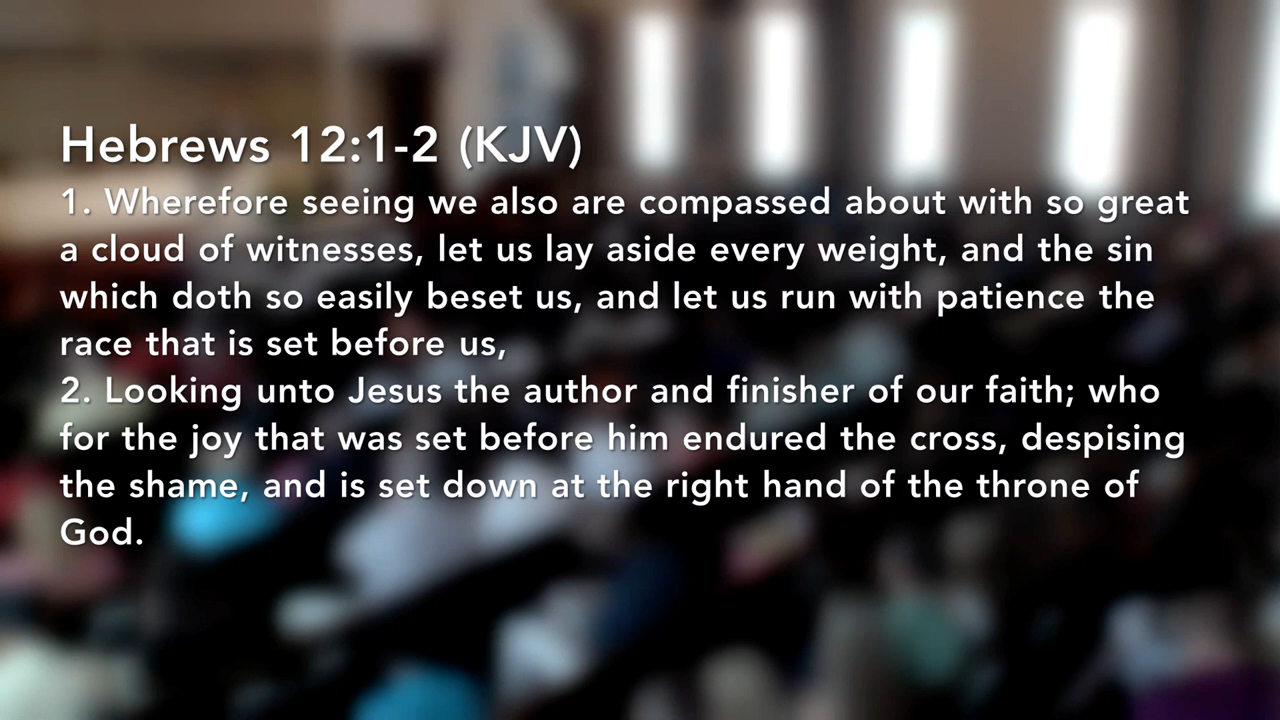 Hebrews 12:1-2 (KJV)
1. Wherefore seeing we also are compassed about with so great
a cloud of witnesses, let us lay aside every weight, and the sin
which doth so easily beset us, and let us run with patience the
race that is set before us,
2. Looking unto Jesus the author and finisher of our faith; who
for the joy that was set before him endured the cross, despising
the shame, and is set down at the right hand of the throne of
God.